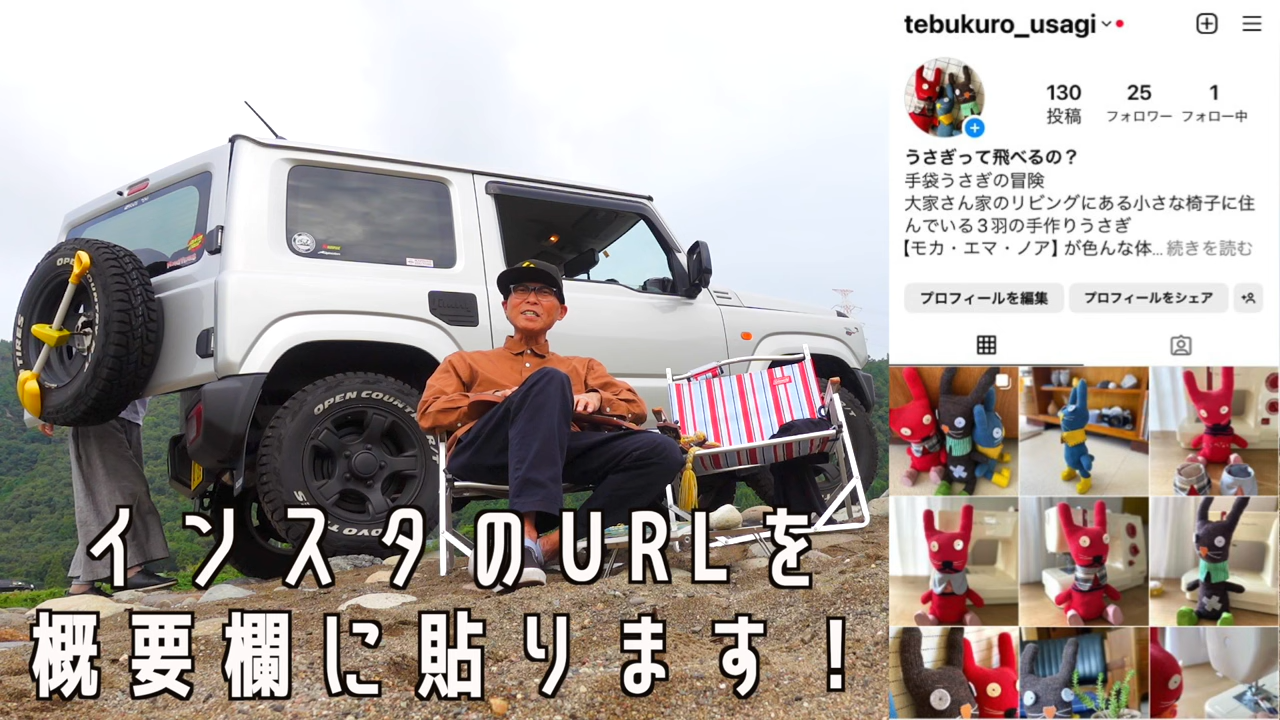 tebukuro_usagi
130
25
1
投稿
フォロワー
フォロー中
うさぎって飛べるの？
手袋うさぎの冒険
大家さん家のリビングにある小さな椅子に住
んでいる３羽の手作りうさぎ
【モカ・エマ・ノア】が色んな体... 続きを読む
プロフィールを編集
プロフィールをシェア
OPEN COUNT
TIRES
OPEN COUNT
R/T
TOYO T
Coleman
インスタのURLを
概要欄に貼ります！